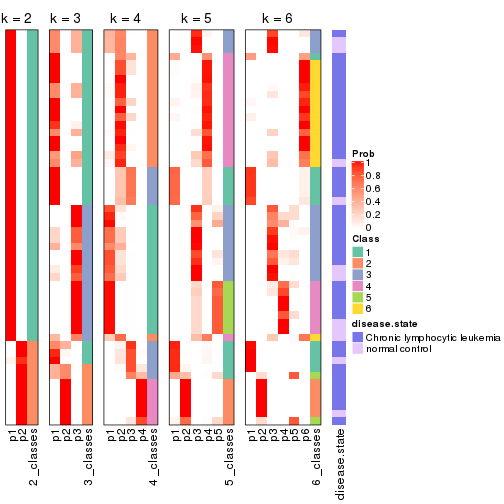 k = 2
k = 3
k = 4
k = 5
k = 6
Prob
1
0.8
0.6
0.4
0.2
0
Class
1
2
3
4
5
6
disease.state
Chronic lymphocytic leukemia
normal control
p1
p2
2_classes
p1
p2
p3
3_classes
p1
p2
p3
p4
4_classes
p1
p2
p3
p4
p5
5_classes
p1
p2
p3
p4
p5
p6
6_classes
disease.state